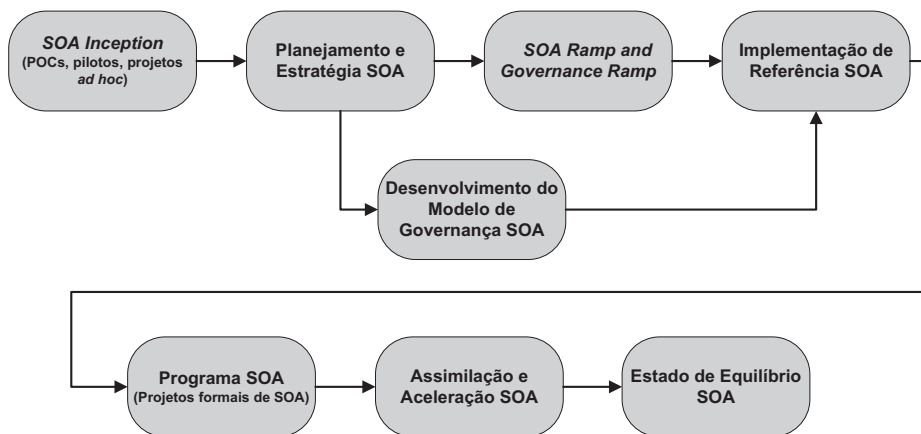 SOA Inception
(POCs, pilotos, projetos
ad hoc)
Planejamento e
Estratégia SOA
SOA Ramp and
Governance Ramp
Implementação de
Referência SOA
Desenvolvimento do
Modelo de
Governança SOA
Programa SOA
(Projetos formais de SOA)
Assimilação e
Aceleração SOA
Estado de Equilíbrio
SOA